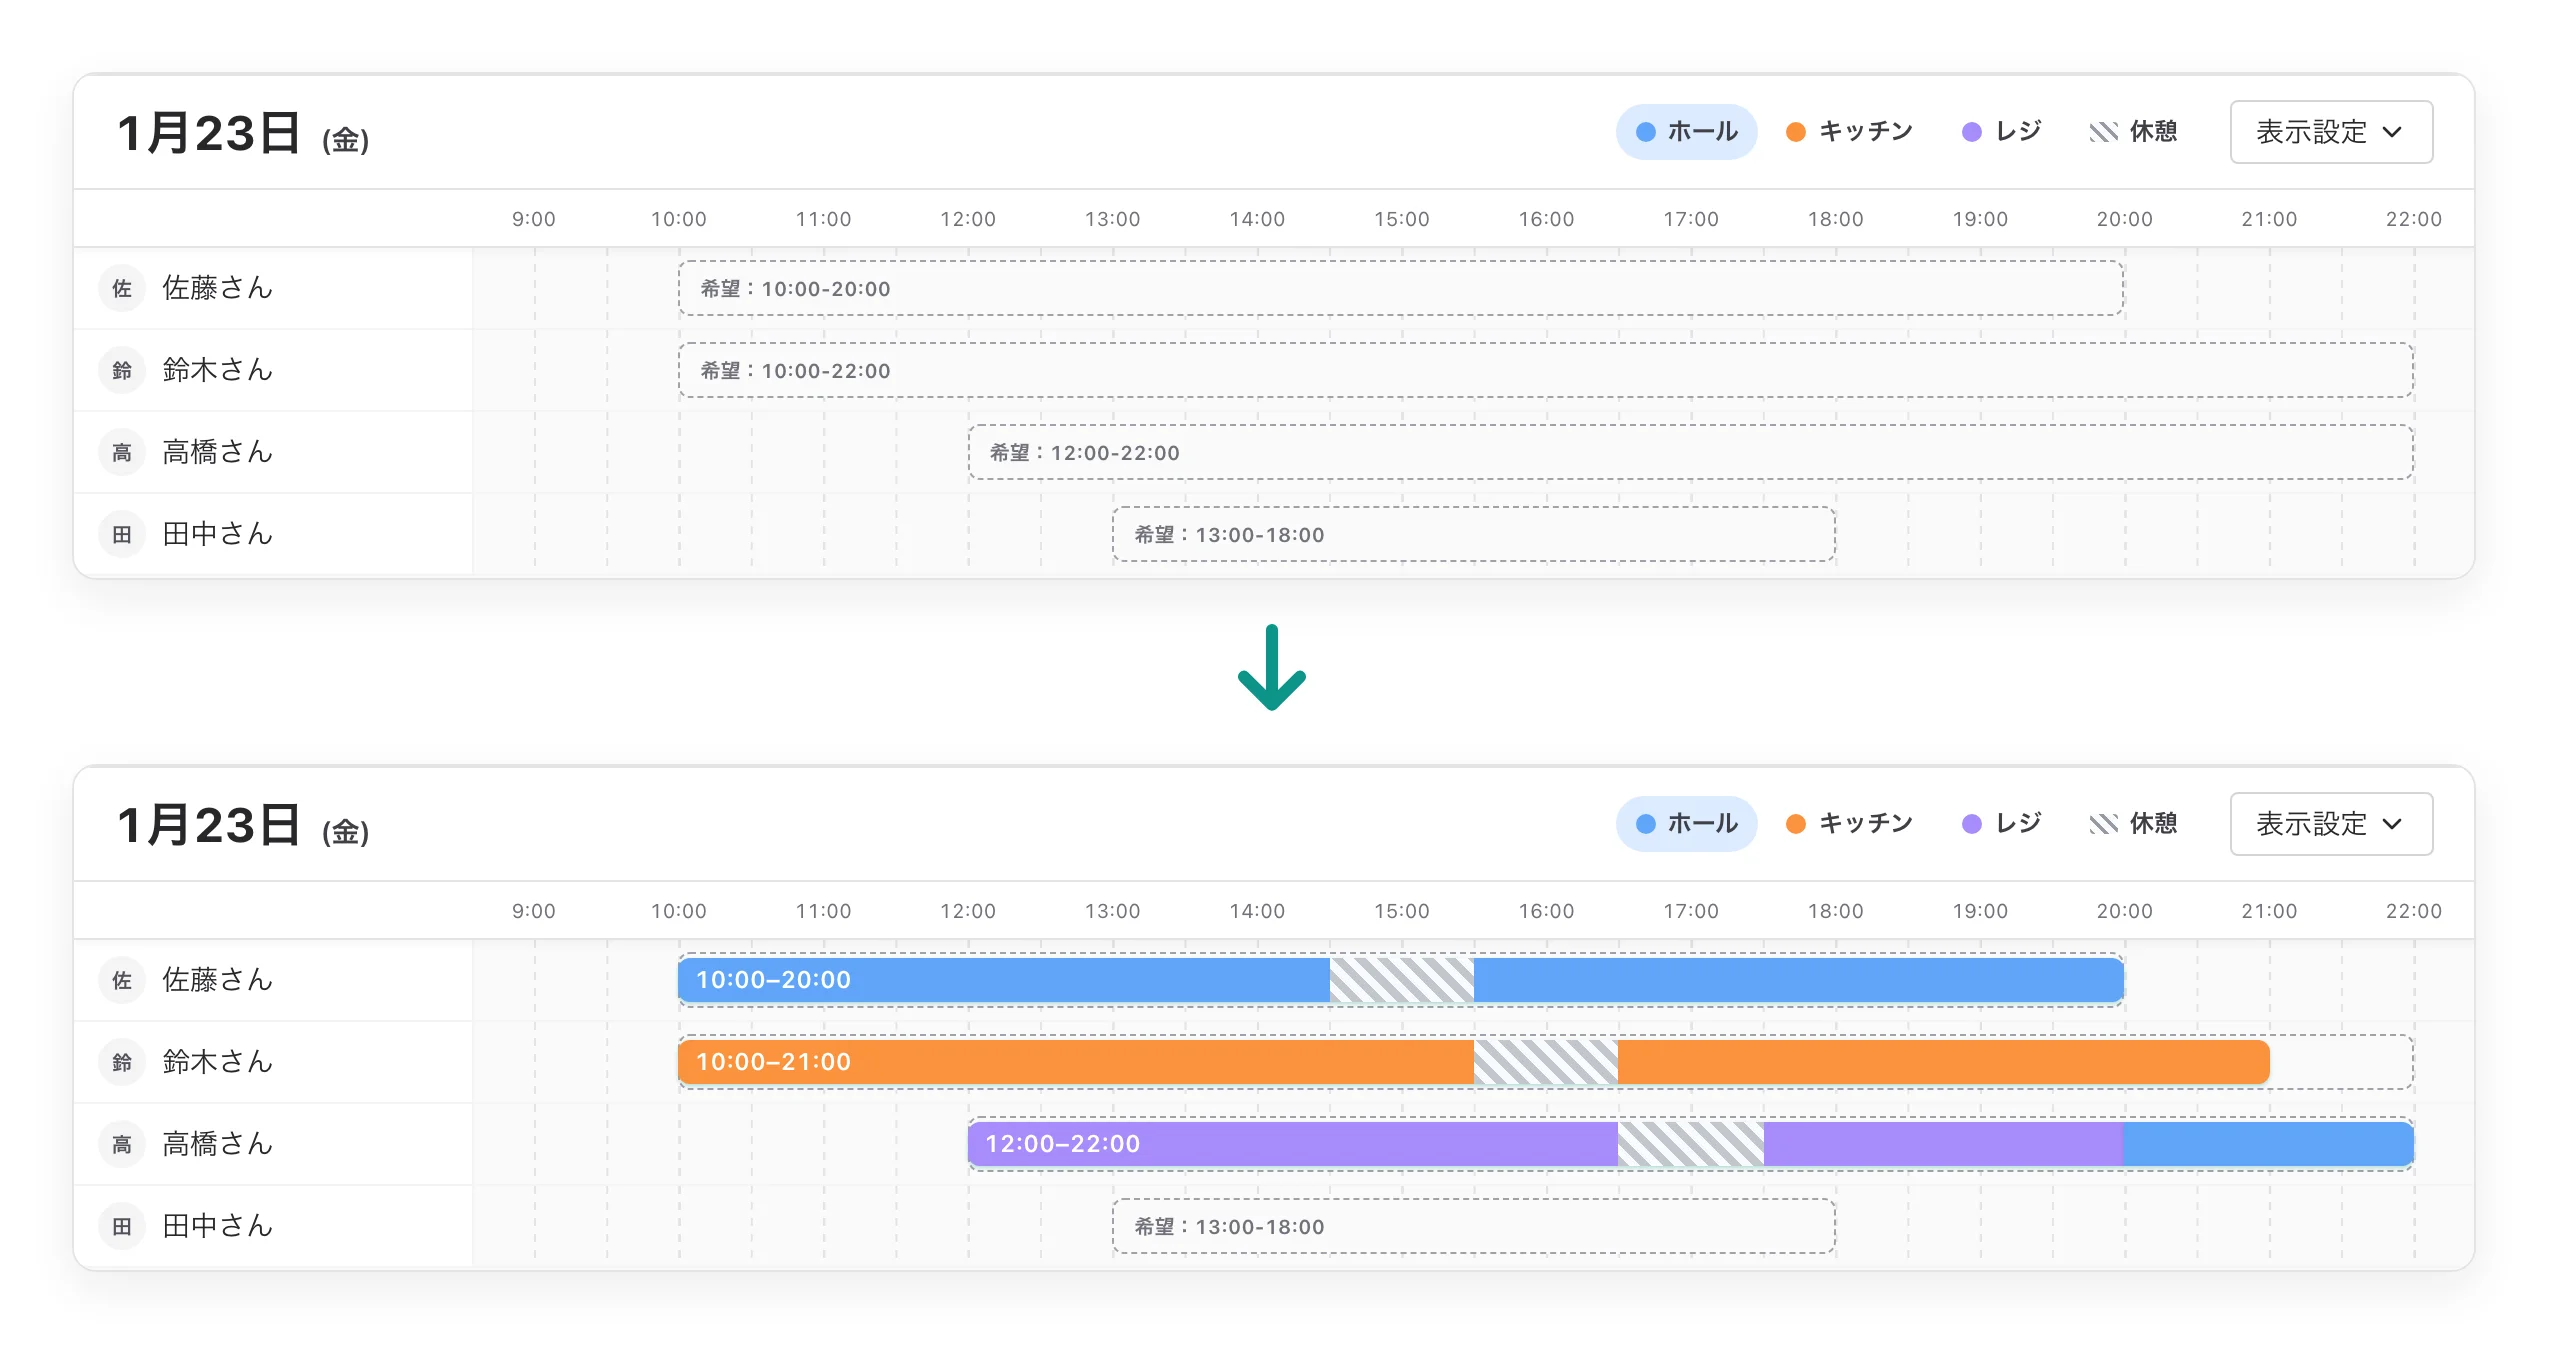 1月23日 (金) ホール キッチン レジ 休憩 表示設定
9:00 10:00 11:00 12:00 13:00 14:00 15:00 16:00 17:00 18:00 19:00 20:00 21:00 22:00
佐 佐藤さん 希望：10:00-20:00
鈴 鈴木さん 希望：10:00-22:00
高 高橋さん 希望：12:00-22:00
田 田中さん 希望：13:00-18:00
1月23日 (金) ホール キッチン レジ 休憩 表示設定
9:00 10:00 11:00 12:00 13:00 14:00 15:00 16:00 17:00 18:00 19:00 20:00 21:00 22:00
佐 佐藤さん 10:00–20:00
鈴 鈴木さん 10:00–21:00
高 高橋さん 12:00–22:00
田 田中さん 希望：13:00-18:00